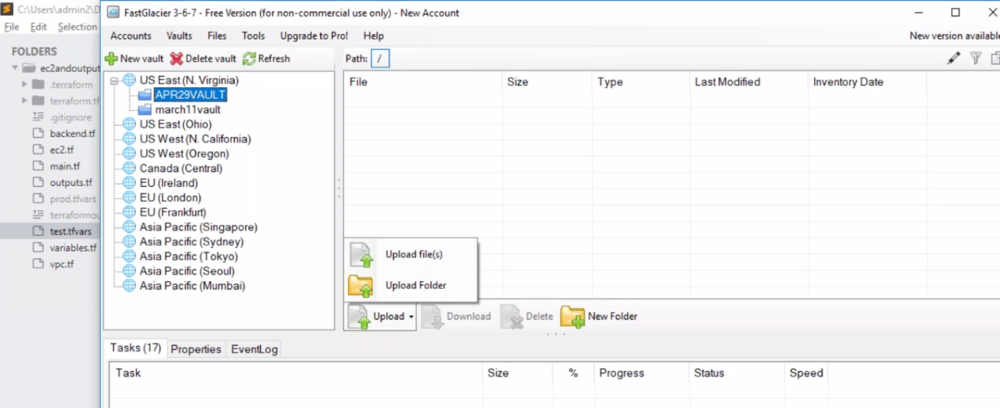 C:\Users\admin2\D
File Edit Selection
FOLDERS
ec2andoutput
.terraform
terraform.tf
.gitignore
backend.tf
ec2.tf
main.tf
outputs.tf
prod.tfvars
terraformou
test.tfvars
variables.tf
vpc.tf
FastGlacier 3-6-7 - Free Version (for non-commercial use only) - New Account
Accounts Vaults Files Tools Upgrade to Pro! Help New version available
New vault Delete vault Refresh
US East (N. Virginia)
APR29VAULT
march11vault
US East (Ohio)
US West (N. California)
US West (Oregon)
Canada (Central)
EU (Ireland)
EU (London)
EU (Frankfurt)
Asia Pacific (Singapore)
Asia Pacific (Sydney)
Asia Pacific (Tokyo)
Asia Pacific (Seoul)
Asia Pacific (Mumbai)
Path: /
File Size Type Last Modified Inventory Date
Upload file(s)
Upload Folder
Upload Download Delete New Folder
Tasks (17) Properties EventLog
Task Size % Progress Status Speed